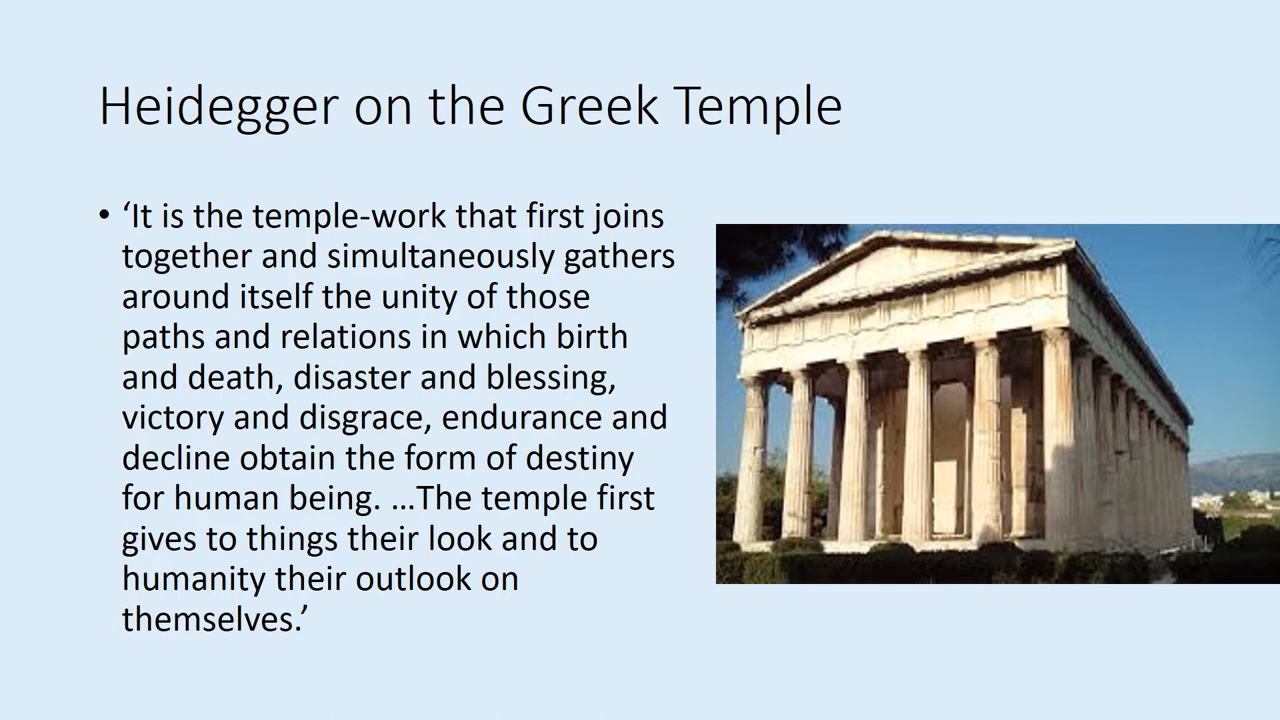 Heidegger on the Greek Temple
• ‘It is the temple-work that first joins
together and simultaneously gathers
around itself the unity of those
paths and relations in which birth
and death, disaster and blessing,
victory and disgrace, endurance and
decline obtain the form of destiny
for human being. …The temple first
gives to things their look and to
humanity their outlook on
themselves.’